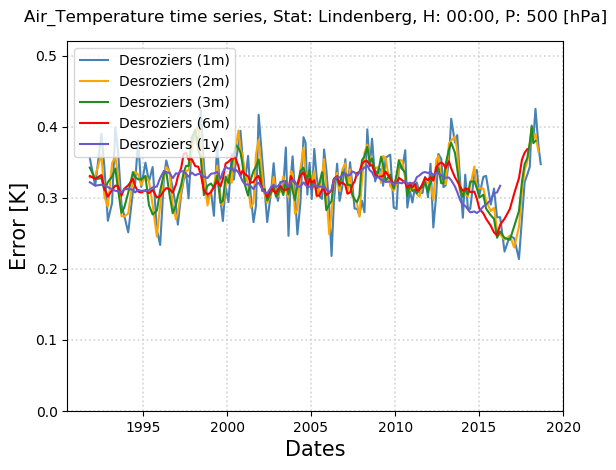 Air_Temperature time series, Stat: Lindenberg, H: 00:00, P: 500 [hPa]
Desroziers (1m)
Desroziers (2m)
Desroziers (3m)
Desroziers (6m)
Desroziers (1y)
0.5
0.4
0.3
0.2
0.1
0.0
Error [K]
1995 2000 2005 2010 2015 2020
Dates